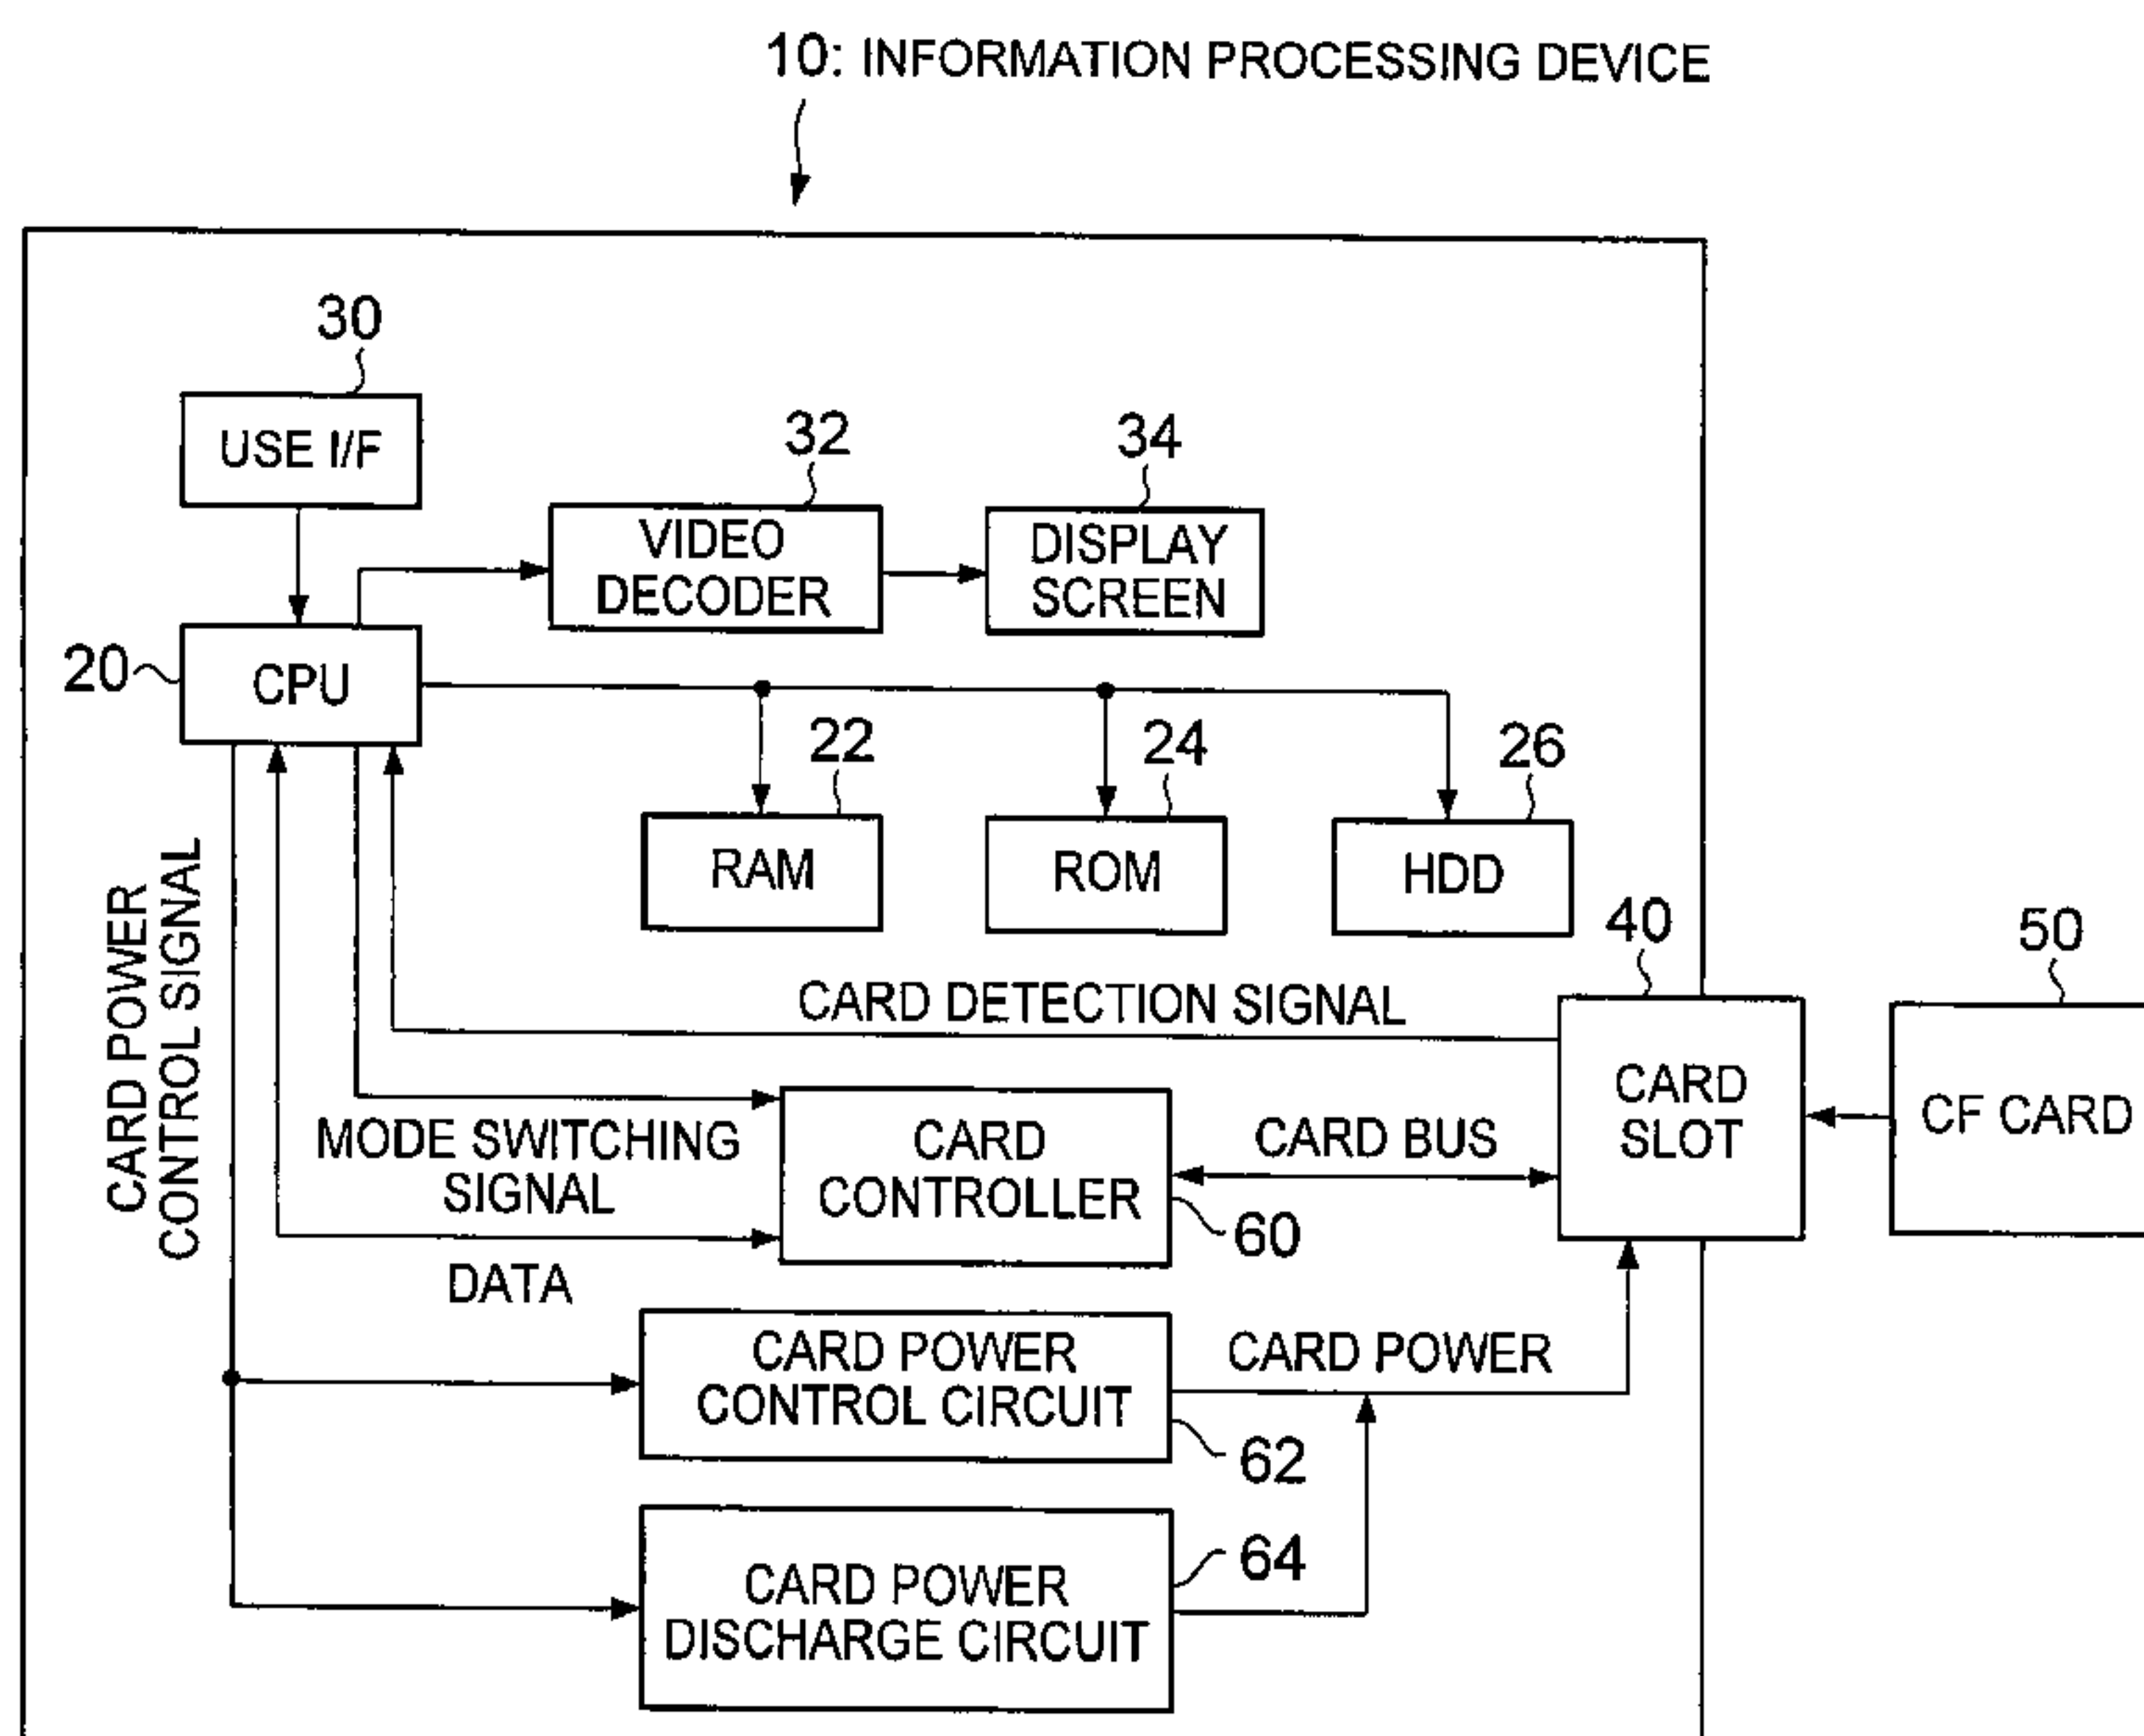 10: INFORMATION PROCESSING DEVICE
30
USE I/F
32
VIDEO
DECODER
34
DISPLAY
SCREEN
20
CPU
22
RAM
24
ROM
26
HDD
40
CARD
SLOT
50
CF CARD
CARD POWER
CONTROL SIGNAL
CARD DETECTION SIGNAL
MODE SWITCHING
SIGNAL
DATA
CARD
CONTROLLER
60
CARD BUS
CARD POWER
CONTROL CIRCUIT
62
CARD POWER
CARD POWER
DISCHARGE CIRCUIT
64